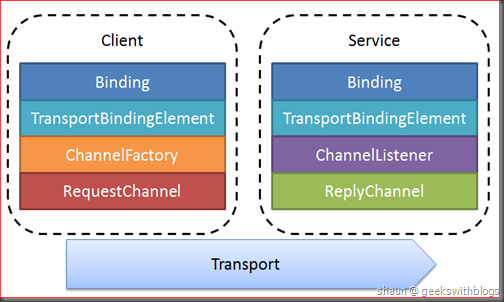 Client
Binding
TransportBindingElement
ChannelFactory
RequestChannel
Service
Binding
TransportBindingElement
ChannelListener
ReplyChannel
Transport
shaun @ geekswithblogs